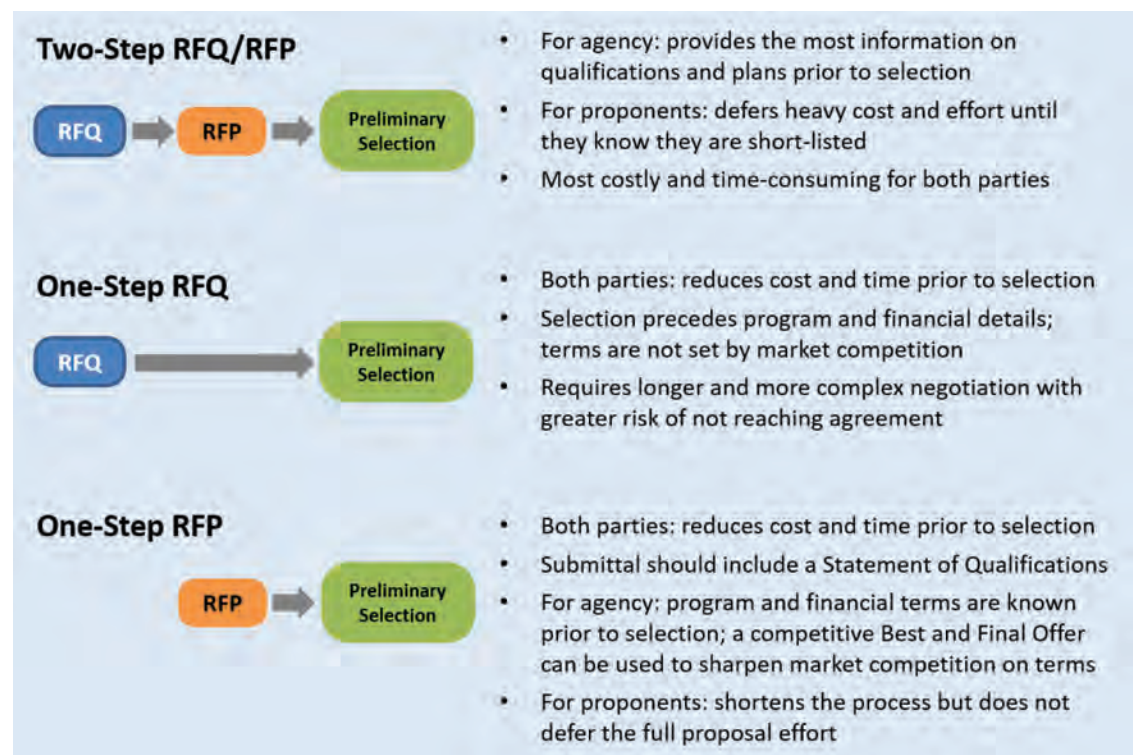 Two-Step RFQ/RFP
RFQ
RFP
Preliminary
Selection
• For agency: provides the most information on
qualifications and plans prior to selection
• For proponents: defers heavy cost and effort until
they know they are short-listed
• Most costly and time-consuming for both parties
One-Step RFQ
RFQ
Preliminary
Selection
• Both parties: reduces cost and time prior to selection
• Selection precedes program and financial details;
terms are not set by market competition
• Requires longer and more complex negotiation with
greater risk of not reaching agreement
One-Step RFP
RFP
Preliminary
Selection
• Both parties: reduces cost and time prior to selection
• Submittal should include a Statement of Qualifications
• For agency: program and financial terms are known
prior to selection; a competitive Best and Final Offer
can be used to sharpen market competition on terms
• For proponents: shortens the process but does not
defer the full proposal effort